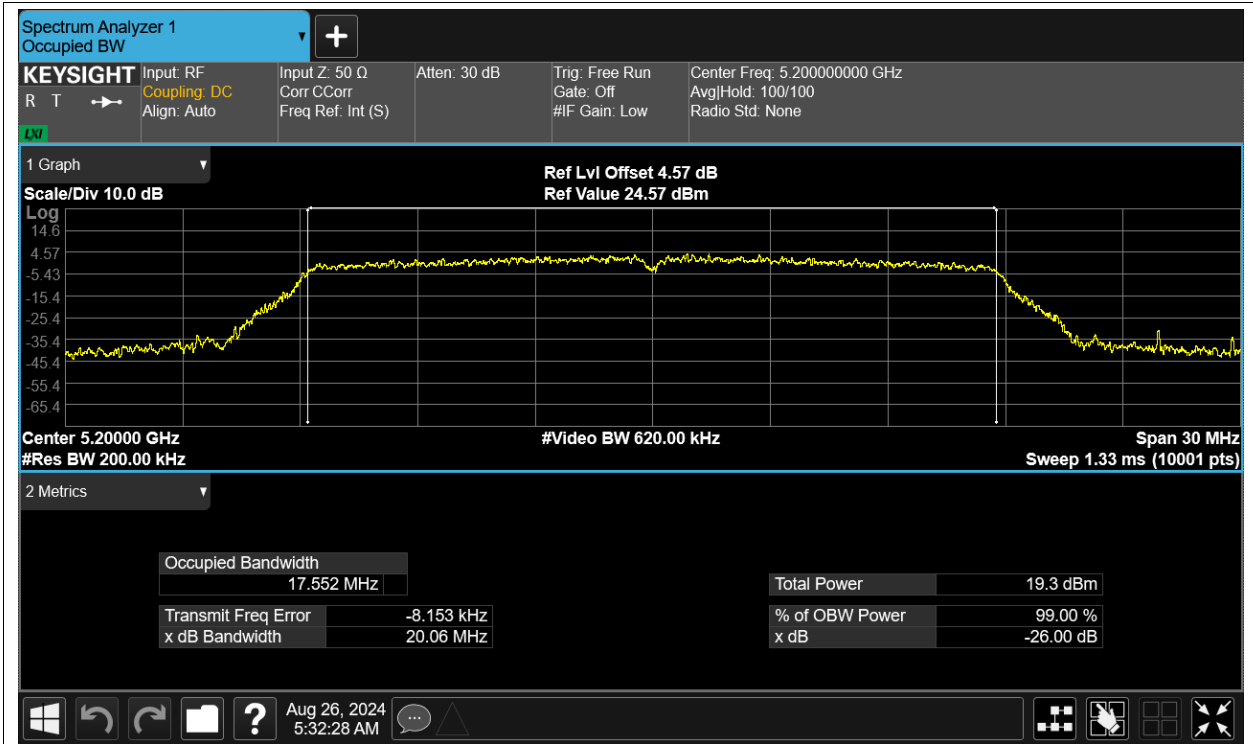 Spectrum Analyzer 1
Occupied BW
KEYSIGHT
R T
LXI
Input: RF
Coupling: DC
Align: Auto
Input Z: 50 Ω
Corr CCorr
Freq Ref: Int (S)
Atten: 30 dB
Trig: Free Run
Gate: Off
#IF Gain: Low
Center Freq: 5.200000000 GHz
Avg|Hold: 100/100
Radio Std: None
1 Graph
Ref Lvl Offset 4.57 dB
Scale/Div 10.0 dB
Ref Value 24.57 dBm
Log
14.6
4.57
-5.43
-15.4
-25.4
-35.4
-45.4
-55.4
-65.4
Center 5.20000 GHz
#Video BW 620.00 kHz
Span 30 MHz
#Res BW 200.00 kHz
Sweep 1.33 ms (10001 pts)
2 Metrics
Occupied Bandwidth
17.552 MHz
Total Power 19.3 dBm
Transmit Freq Error -8.153 kHz
% of OBW Power 99.00 %
x dB Bandwidth 20.06 MHz
x dB -26.00 dB
Aug 26, 2024
5:32:28 AM